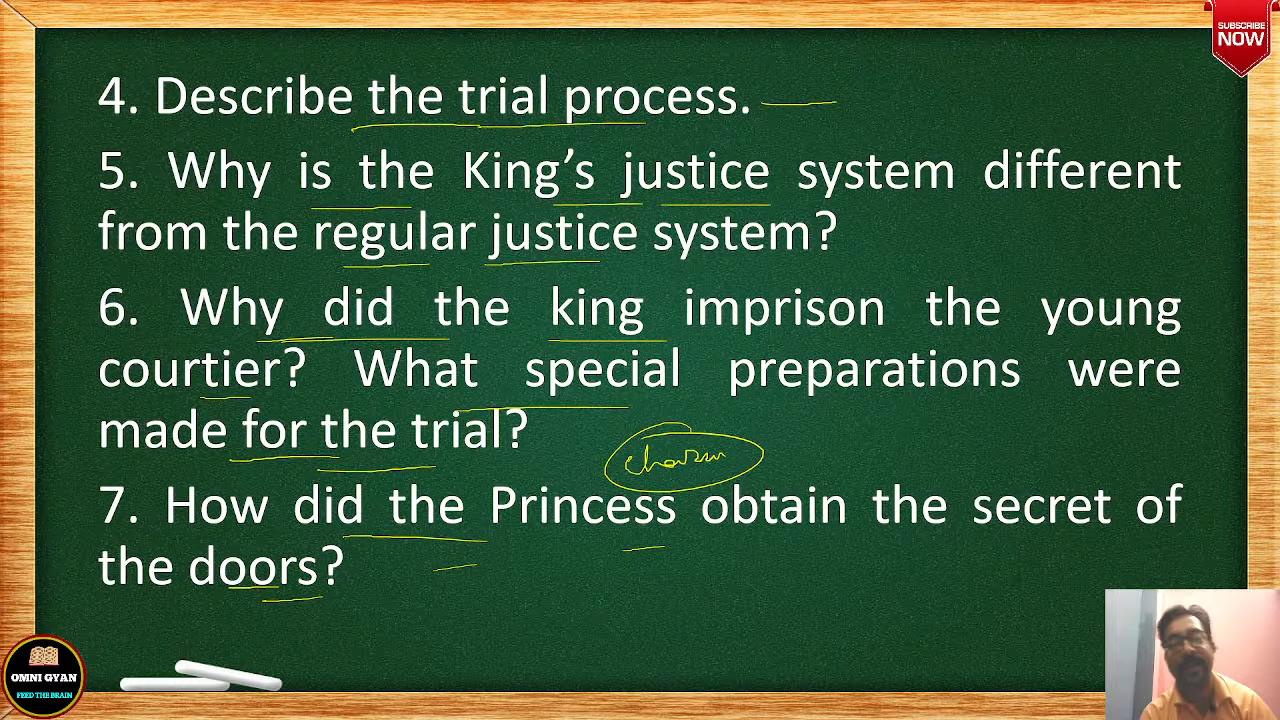 SUBSCRIBE
NOW
4. Describe the trial process.
5. Why is the King's justice system different
from the regular justice system?
6. Why did the king imprison the young
courtier? What special preparations were
made for the trial?
7. How did the Princess obtain the secret of
the doors?
OMNI GYAN
FEED THE BRAIN